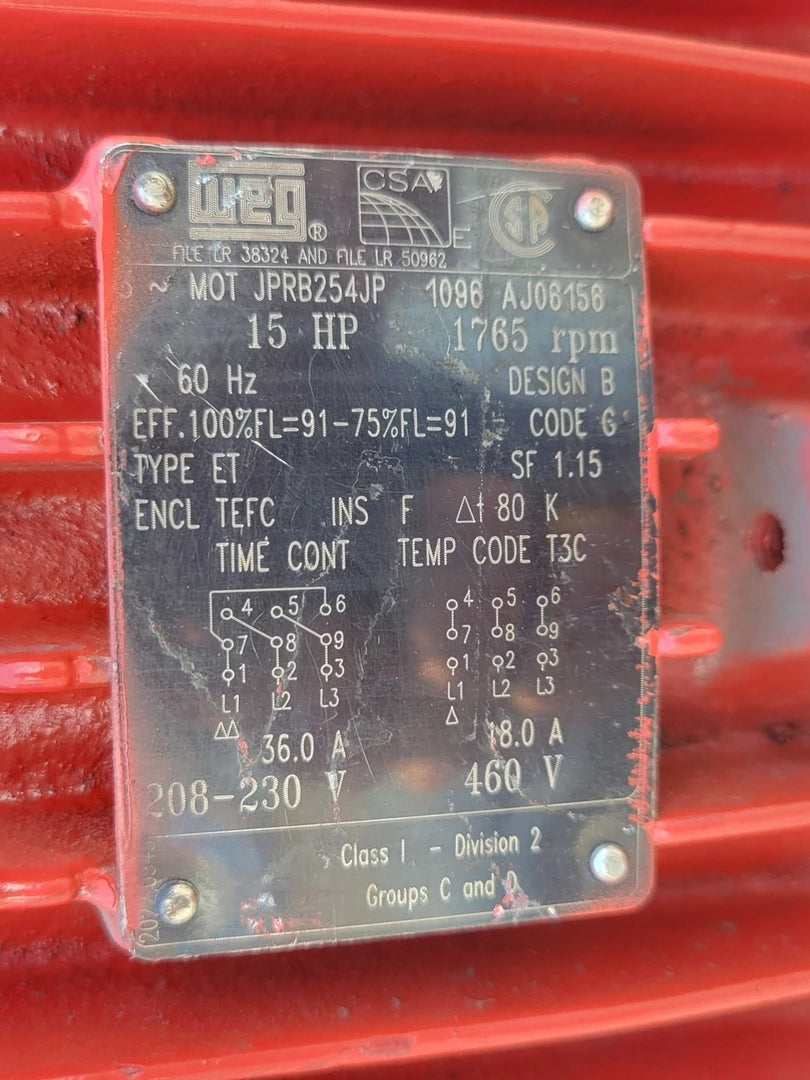 WEG ® CSA E CSA
FILE LR 38324 AND FILE LR 50962
~ MOT JPRB254JP 1096 AJ06156
15 HP 1765 rpm
60 Hz DESIGN B
EFF.100%FL=91-75%FL=91 CODE G
TYPE ET SF 1.15
ENCL TEFC INS F Δt 80 K
TIME CONT TEMP CODE T3C
4 5 6 4 5 6
7 8 9 7 8 9
1 2 3 1 2 3
L1 L2 L3 L1 L2 L3
ΔΔ Δ
36.0 A 18.0 A
208-230 V 460 V
Class I - Division 2
Groups C and D